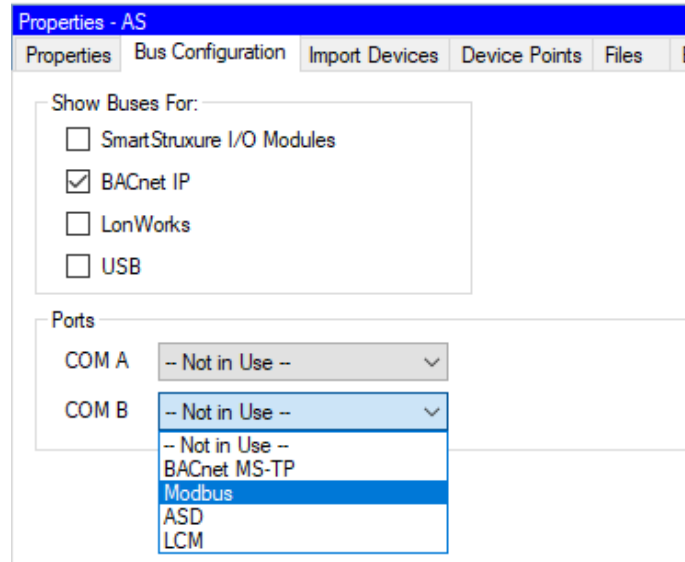 Properties - AS
Properties Bus Configuration Import Devices Device Points Files
Show Buses For:
SmartStruxure I/O Modules
BACnet IP
LonWorks
USB
Ports
COM A -- Not in Use --
COM B -- Not in Use --
-- Not in Use --
BACnet MS-TP
Modbus
ASD
LCM